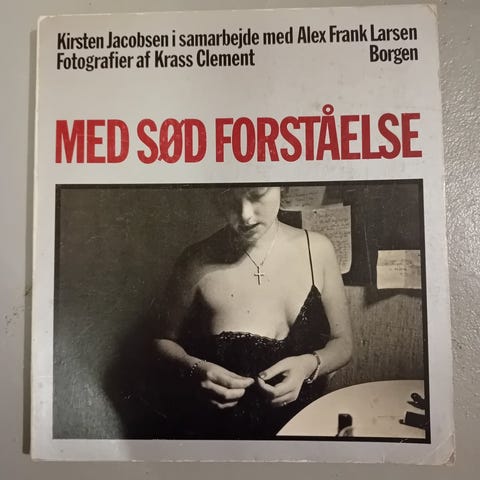 Kirsten Jacobsen i samarbejde med Alex Frank Larsen
Fotografier af Krass Clement Borgen
MED SØD FORSTÅELSE